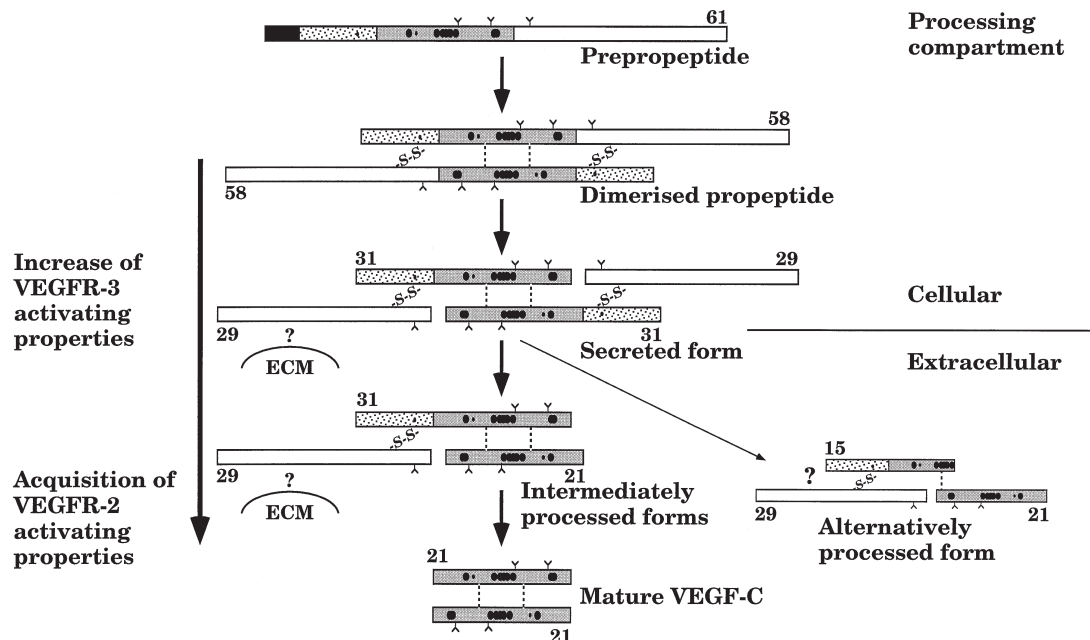 61
Processing
compartment
Prepropeptide
58
-S-S-
-S-S-
58
Dimerised propeptide
Increase of
VEGFR-3
activating
properties
31
29
-S-S-
-S-S-
29
31
?
ECM
Secreted form
Cellular
Extracellular
31
-S-S-
29
21
?
ECM
Intermediately
processed forms
Acquisition of
VEGFR-2
activating
properties
15
?
-S-S-
29
21
Alternatively
processed form
21
Mature VEGF-C
21